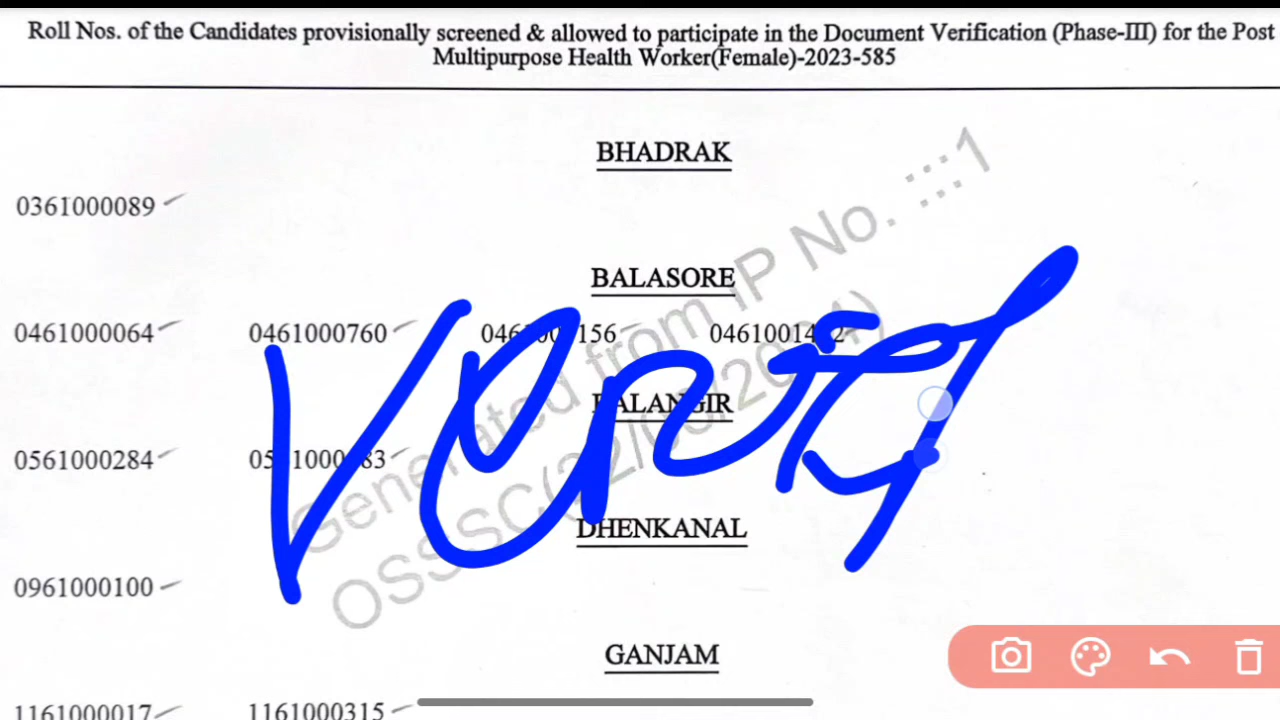 Roll Nos. of the Candidates provisionally screened & allowed to participate in the Document Verification (Phase-III) for the Post
Multipurpose Health Worker(Female)-2023-585
BHADRAK
0361000089
BALASORE
0461000064 0461000760
BALANGIR
0561000284
DHENKANAL
0961000100
GANJAM
1161000017 1161000315
Generated from IP No. ::::1
Verify